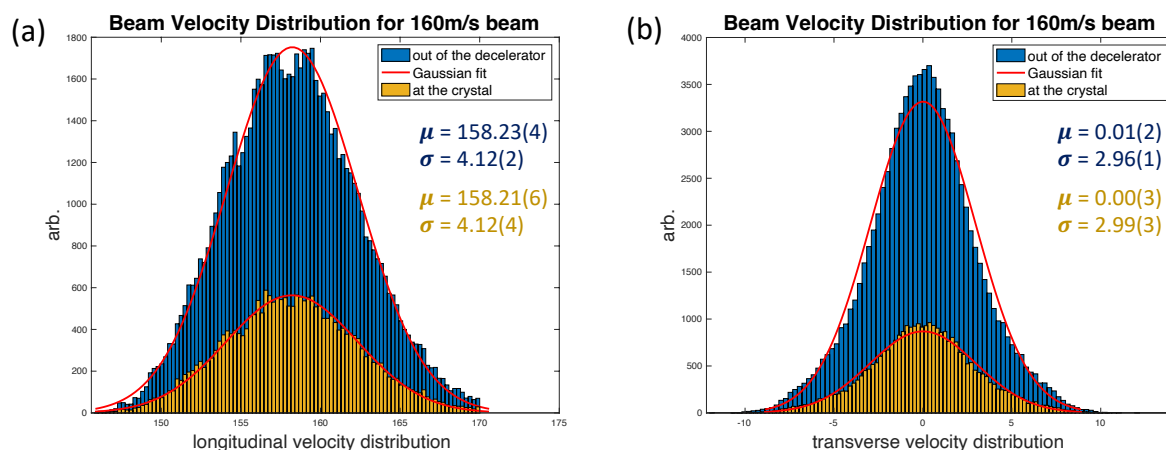 (a)
Beam Velocity Distribution for 160m/s beam
out of the decelerator
Gaussian fit
at the crystal
μ = 158.23(4)
σ = 4.12(2)
μ = 158.21(6)
σ = 4.12(4)
arb.
1800
1600
1400
1200
1000
800
600
400
200
0
150 155 160 165 170 175
longitudinal velocity distribution
(b)
Beam Velocity Distribution for 160m/s beam
out of the decelerator
Gaussian fit
at the crystal
μ = 0.01(2)
σ = 2.96(1)
μ = 0.00(3)
σ = 2.99(3)
arb.
4000
3500
3000
2500
2000
1500
1000
500
0
-10 -5 0 5 10
transverse velocity distribution